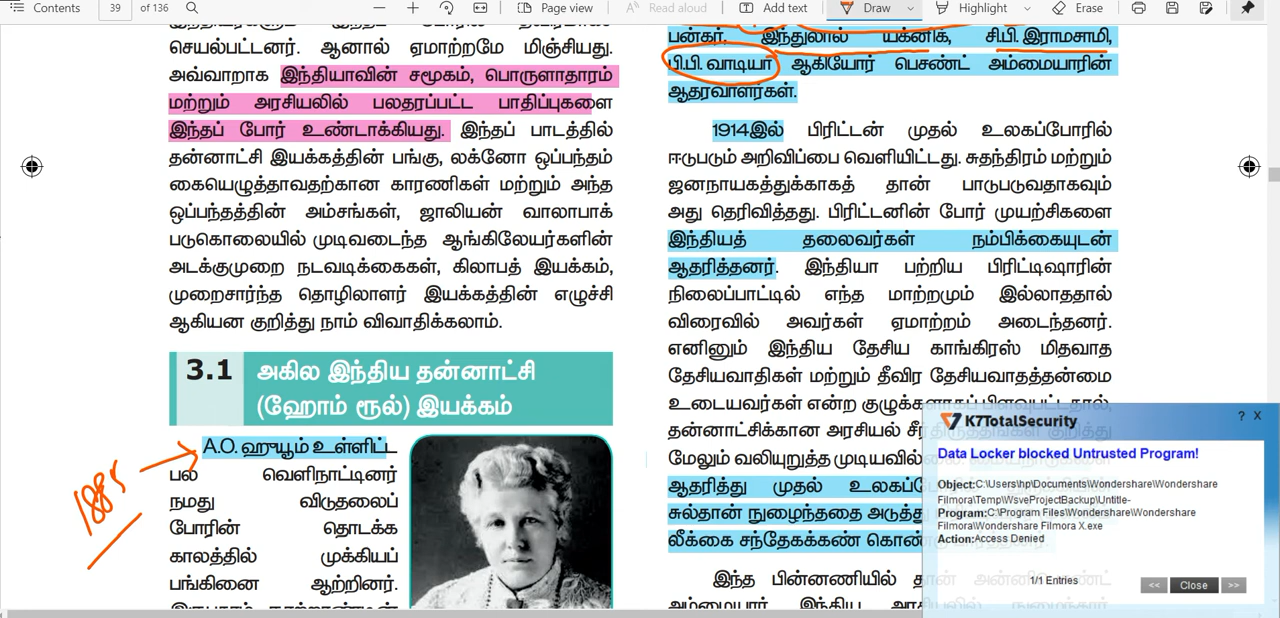 Contents
39
of 136
Page view
Read aloud
Add text
Draw
Highlight
Erase
செயல்பட்டனர். ஆனால் ஏமாற்றமே மிஞ்சியது.
அவ்வாறாக இந்தியாவின் சமூகம், பொருளாதாரம்
மற்றும் அரசியலில் பலதரப்பட்ட பாதிப்புகளை
இந்தப் போர் உண்டாக்கியது. இந்தப் பாடத்தில்
தன்னாட்சி இயக்கத்தின் பங்கு, லக்னோ ஒப்பந்தம்
கையெழுத்தாவதற்கான காரணிகள் மற்றும் அந்த
ஒப்பந்தத்தின் அம்சங்கள், ஜாலியன் வாலாபாக்
படுகொலையில் முடிவடைந்த ஆங்கிலேயர்களின்
அடக்குமுறை நடவடிக்கைகள், கிலாபத் இயக்கம்,
முறைசார்ந்த தொழிலாளர் இயக்கத்தின் எழுச்சி
ஆகியன குறித்து நாம் விவாதிக்கலாம்.
3.1 அகில இந்திய தன்னாட்சி
(ஹோம் ரூல்) இயக்கம்
1885
A.O. ஹுயூம் உள்ளிட்ட
பல வெளிநாட்டினர்
நமது விடுதலைப்
போரின் தொடக்க
காலத்தில் முக்கியப்
பங்கினை ஆற்றினர்.
பன்கர், இந்துலால் யக்னிக், சி.பி. இராமசாமி,
பி.பி. வாடியா ஆகியோர் பெசண்ட் அம்மையாரின்
ஆதரவாளர்கள்.
1914இல் பிரிட்டன் முதல் உலகப்போரில்
ஈடுபடும் அறிவிப்பை வெளியிட்டது. சுதந்திரம் மற்றும்
ஜனநாயகத்துக்காகத் தான் பாடுபடுவதாகவும்
அது தெரிவித்தது. பிரிட்டனின் போர் முயற்சிகளை
இந்தியத் தலைவர்கள் நம்பிக்கையுடன்
ஆதரித்தனர். இந்தியா பற்றிய பிரிட்டிஷாரின்
நிலைப்பாட்டில் எந்த மாற்றமும் இல்லாததால்
விரைவில் அவர்கள் ஏமாற்றம் அடைந்தனர்.
எனினும் இந்திய தேசிய காங்கிரஸ் மிதவாத
தேசியவாதிகள் மற்றும் தீவிர தேசியவாதத்தன்மை
உடையவர்கள் என்ற குழுக்களாகப் பிளவுபட்டதால்,
தன்னாட்சிக்கான அரசியல் சீர்திருத்தங்கள் குறித்து
மேலும் வலியுறுத்த முடியவில்லை.
ஆதரித்து முதல்
சுல்தான் நுழைந்ததை அடுத்து
லீக்கை சந்தேகக்கண்
இந்த பின்னணியில் தான்
அம்மையார் இந்திய அரசியலில் நுழைந்தார்
K7TotalSecurity
? X
Data Locker blocked Untrusted Program!
Object:C:\Users\hp\Documents\Wondershare\Wondershare
Filmora\Temp\WsveProjectBackup\Untitle-
Program:C:\Program Files\Wondershare\Wondershare
Filmora\Wondershare Filmora X.exe
Action:Access Denied
1/1 Entries
<<
Close
>>